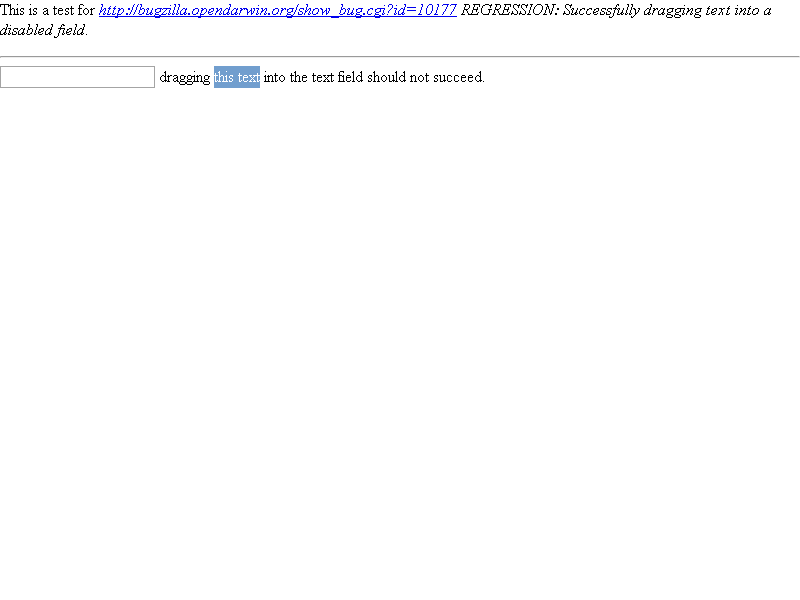 This is a test for http://bugzilla.opendarwin.org/show_bug.cgi?id=10177 REGRESSION: Successfully dragging text into a
disabled field.
dragging this text into the text field should not succeed.